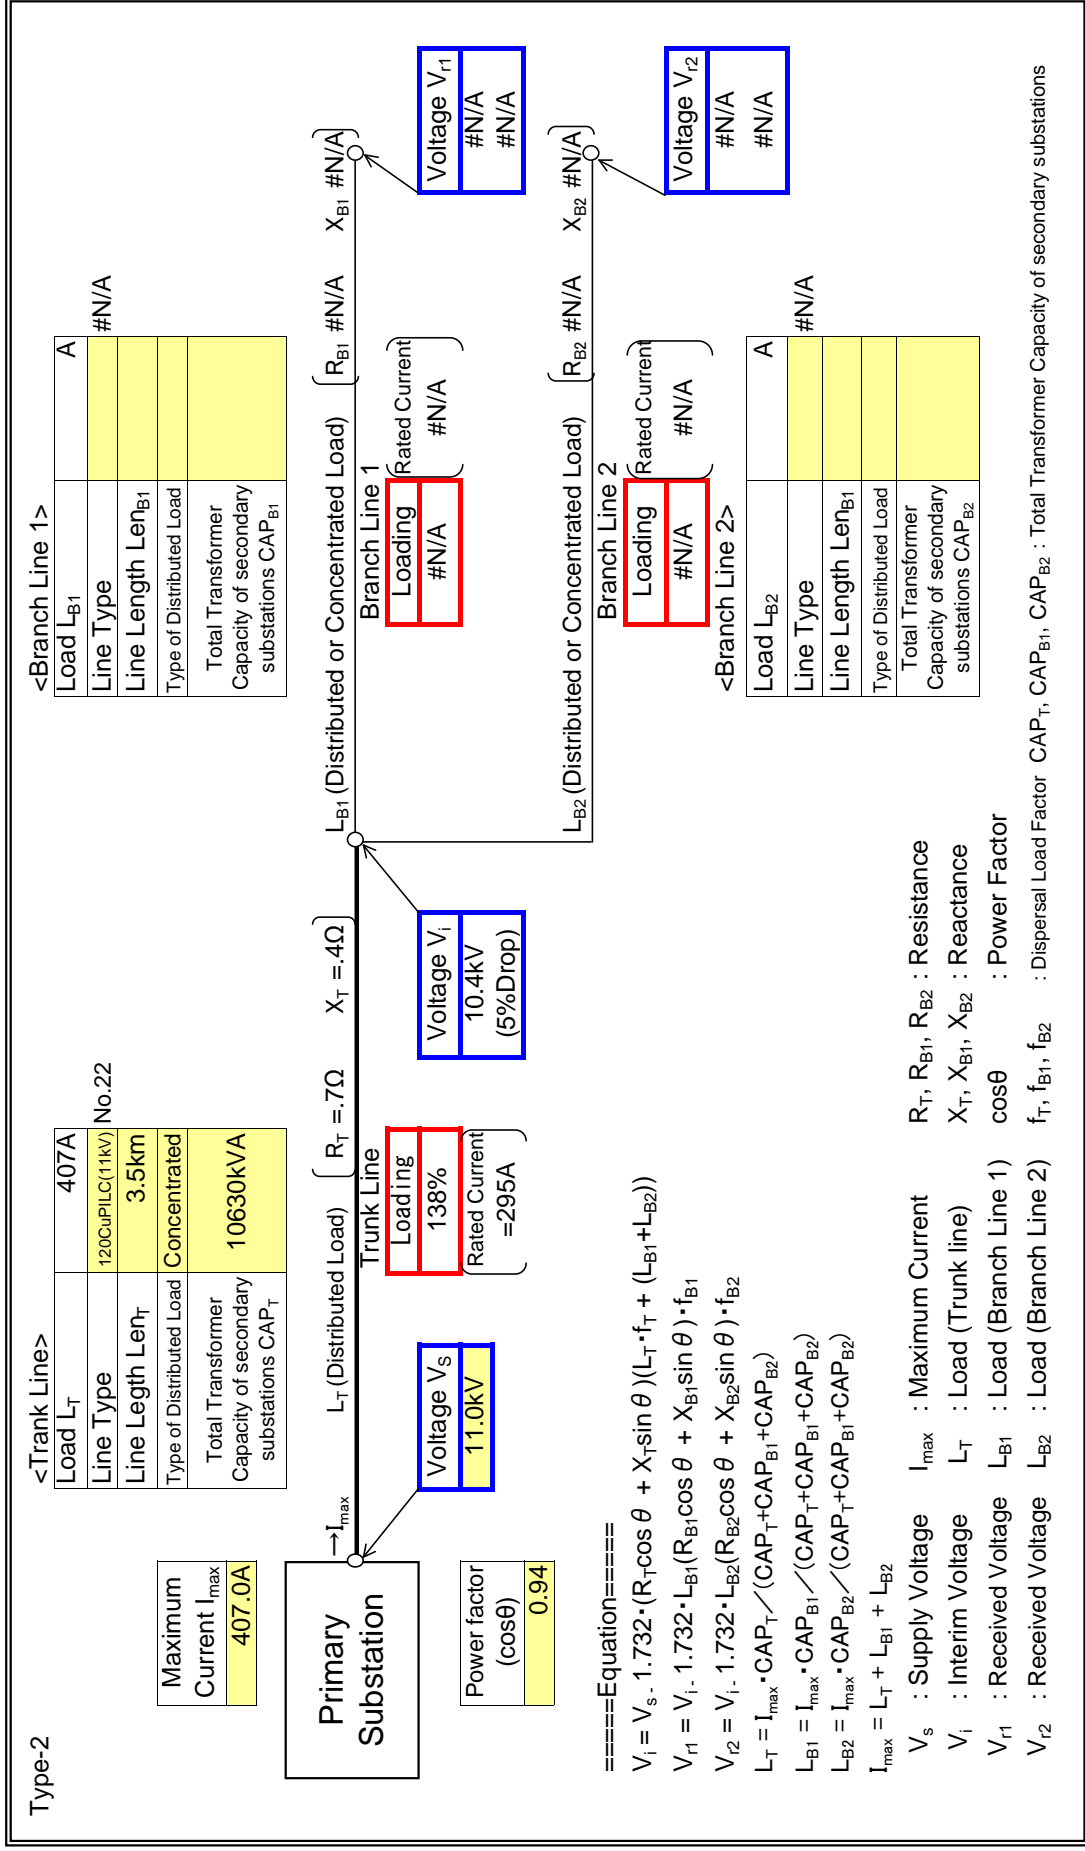 Type-2
<Trank Line>
Load LT 407A
Line Type 120CuPILC(11kV) No.22
Line Legth LenT 3.5km
Type of Distributed Load Concentrated
Total Transformer
Capacity of secondary
substations CAPT
10630kVA
<Branch Line 1>
Load LB1 A
Line Type #N/A
Line Length LenB1
Type of Distributed Load
Total Transformer
Capacity of secondary
substations CAPB1
Maximum
Current Imax
407.0A
Primary
Substation
→Imax
LT (Distributed Load)
RT =.7Ω XT =.4Ω
LB1 (Distributed or Concentrated Load)
RB1 #N/A XB1 #N/A
Trunk Line
Loading
138%
Rated Current
=295A
Branch Line 1
Loading
#N/A
Rated Current
#N/A
Voltage VS
11.0kV
Voltage Vi
10.4kV
(5%Drop)
Voltage Vr1
#N/A
#N/A
Power factor
(cosθ)
0.94
LB2 (Distributed or Concentrated Load)
RB2 #N/A XB2 #N/A
Branch Line 2
Loading
#N/A
Rated Current
#N/A
Voltage Vr2
#N/A
#N/A
<Branch Line 2>
Load LB2 A
Line Type #N/A
Line Length LenB1
Type of Distributed Load
Total Transformer
Capacity of secondary
substations CAPB2
=====Equation=====
Vi = Vs - 1.732・(RTcos θ + XTsin θ )(LT・fT + (LB1+LB2))
Vr1 = Vi - 1.732・LB1(RB1cos θ + XB1sin θ )・fB1
Vr2 = Vi - 1.732・LB2(RB2cos θ + XB2sin θ )・fB2
LT = Imax・CAPT／(CAPT+CAPB1+CAPB2)
LB1 = Imax・CAPB1／(CAPT+CAPB1+CAPB2)
LB2 = Imax・CAPB2／(CAPT+CAPB1+CAPB2)
Imax = LT + LB1 + LB2
Vs : Supply Voltage Imax : Maximum Current RT, RB1, RB2 : Resistance
Vi : Interim Voltage LT : Load (Trunk line) XT, XB1, XB2 : Reactance
Vr1 : Received Voltage LB1 : Load (Branch Line 1) cosθ : Power Factor
Vr2 : Received Voltage LB2 : Load (Branch Line 2) fT, fB1, fB2 : Dispersal Load Factor CAPT, CAPB1, CAPB2 : Total Transformer Capacity of secondary substations